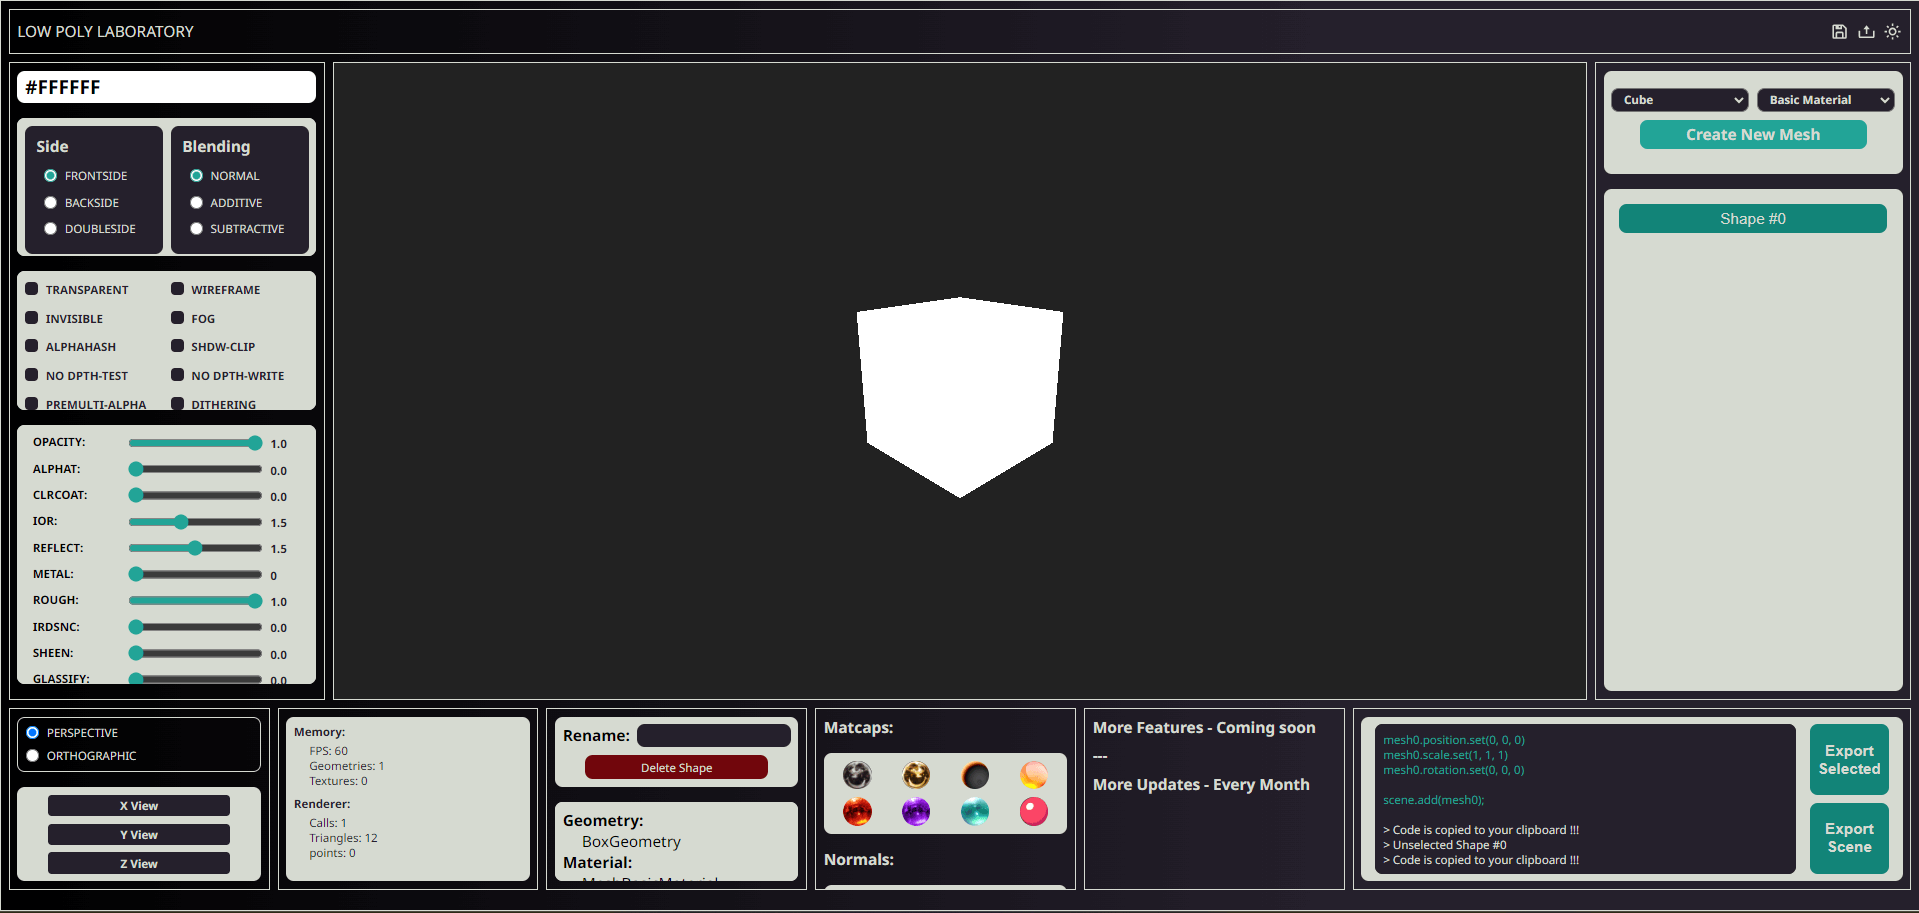 LOW POLY LABORATORY
#FFFFFF
Side
FRONTSIDE
BACKSIDE
DOUBLESIDE
Blending
NORMAL
ADDITIVE
SUBTRACTIVE
TRANSPARENT
WIREFRAME
INVISIBLE
FOG
ALPHAHASH
SHDW-CLIP
NO DPTH-TEST
NO DPTH-WRITE
PREMULTI-ALPHA
DITHERING
OPACITY: 1.0
ALPHAT: 0.0
CLRCOAT: 0.0
IOR: 1.5
REFLECT: 1.5
METAL: 0
ROUGH: 1.0
IRDSNC: 0.0
SHEEN: 0.0
GLASSIFY: 0.0
Cube
Basic Material
Create New Mesh
Shape #0
PERSPECTIVE
ORTHOGRAPHIC
X View
Y View
Z View
Memory:
FPS: 60
Geometries: 1
Textures: 0
Renderer:
Calls: 1
Triangles: 12
points: 0
Rename:
Delete Shape
Geometry:
BoxGeometry
Material:
MeshBasicMaterial
Matcaps:
Normals:
More Features - Coming soon
---
More Updates - Every Month
mesh0.position.set(0, 0, 0)
mesh0.scale.set(1, 1, 1)
mesh0.rotation.set(0, 0, 0)
scene.add(mesh0);
> Code is copied to your clipboard !!!
> Unselected Shape #0
> Code is copied to your clipboard !!!
Export
Selected
Export
Scene